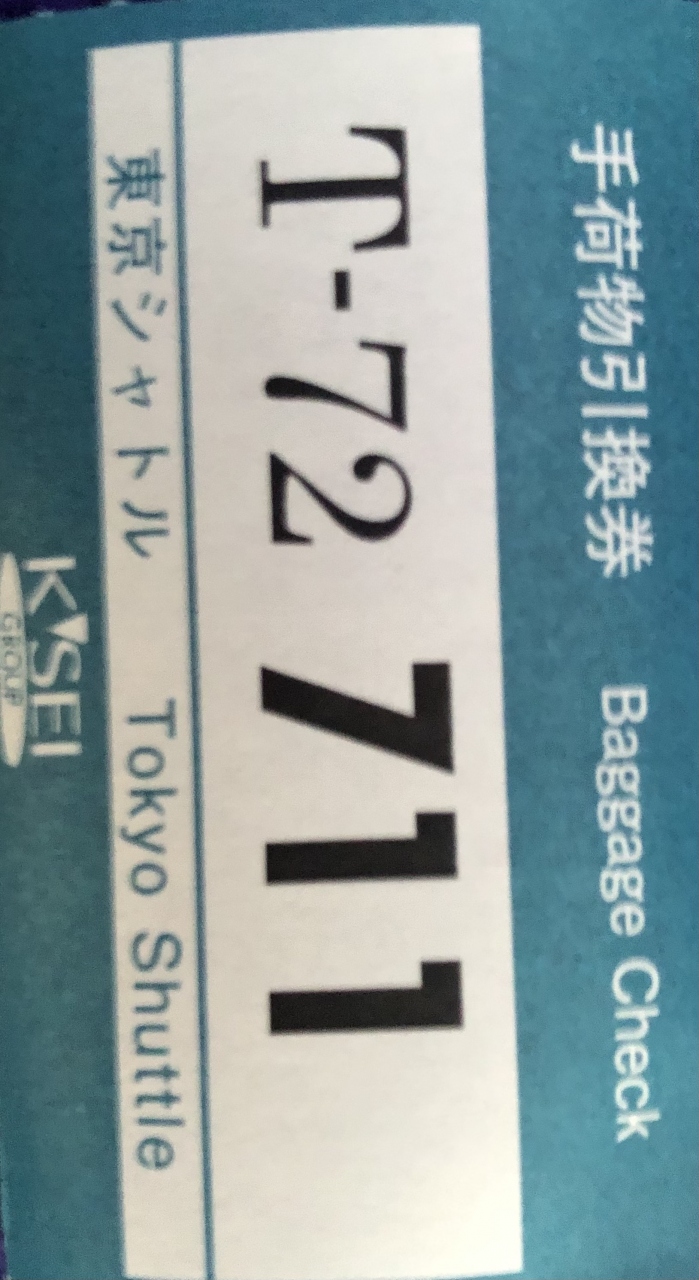 手荷物引換券 Baggage Check
T-72 711
東京シャトル Tokyo Shuttle
K'SEI
GROUP